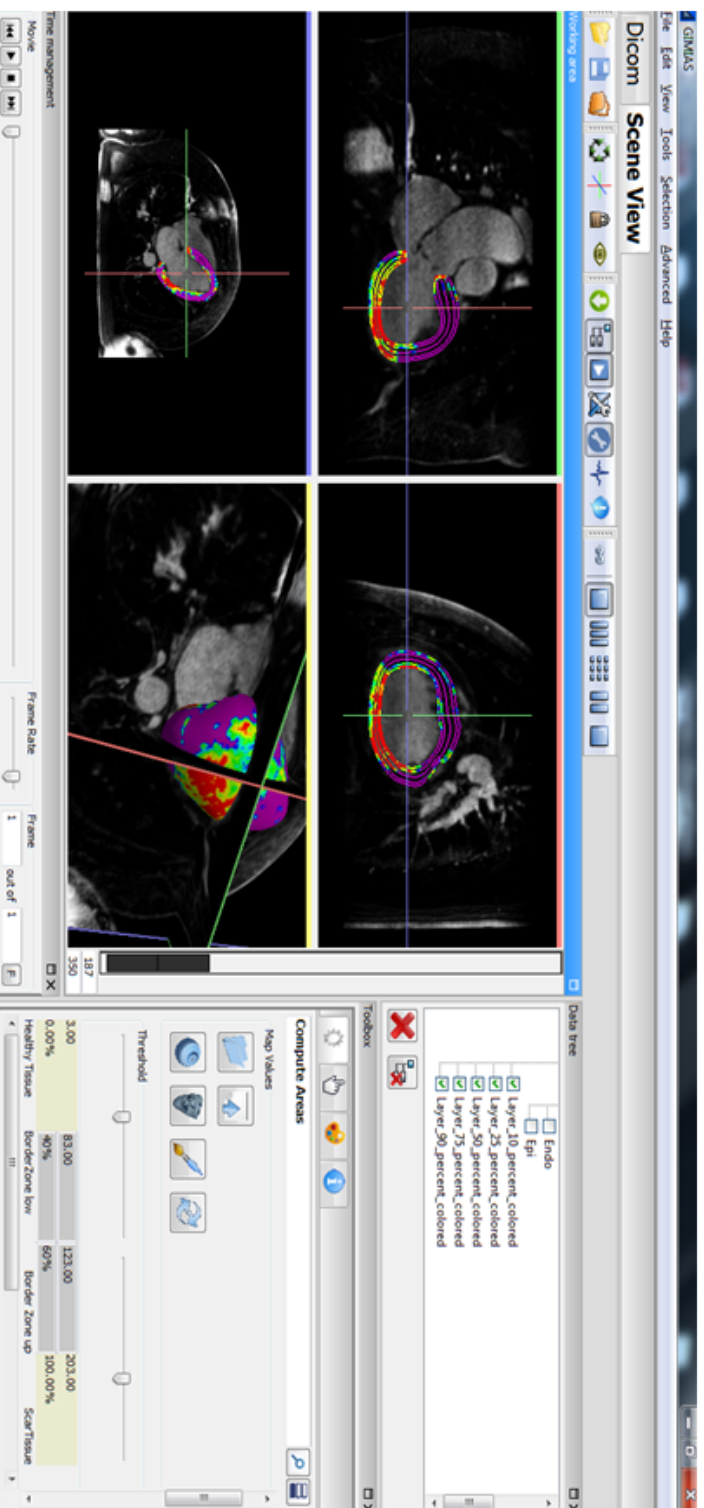 GIMIAS
File Edit View Tools Selection Advanced Help
Dicom Scene View
Working area
Data tree
Endo
Epi
Layer_10_percent_colored
Layer_25_percent_colored
Layer_50_percent_colored
Layer_75_percent_colored
Layer_90_percent_colored
Toolbox
Compute Areas
Map Values
Threshold
3.00 83.00 123.00 203.00
0.00% 40% 60% 100.00%
Healthy Tissue BorderZone low Border Zone up ScarTissue
187
350
Time management
Movie
Frame Rate
Frame
1 out of 1
F